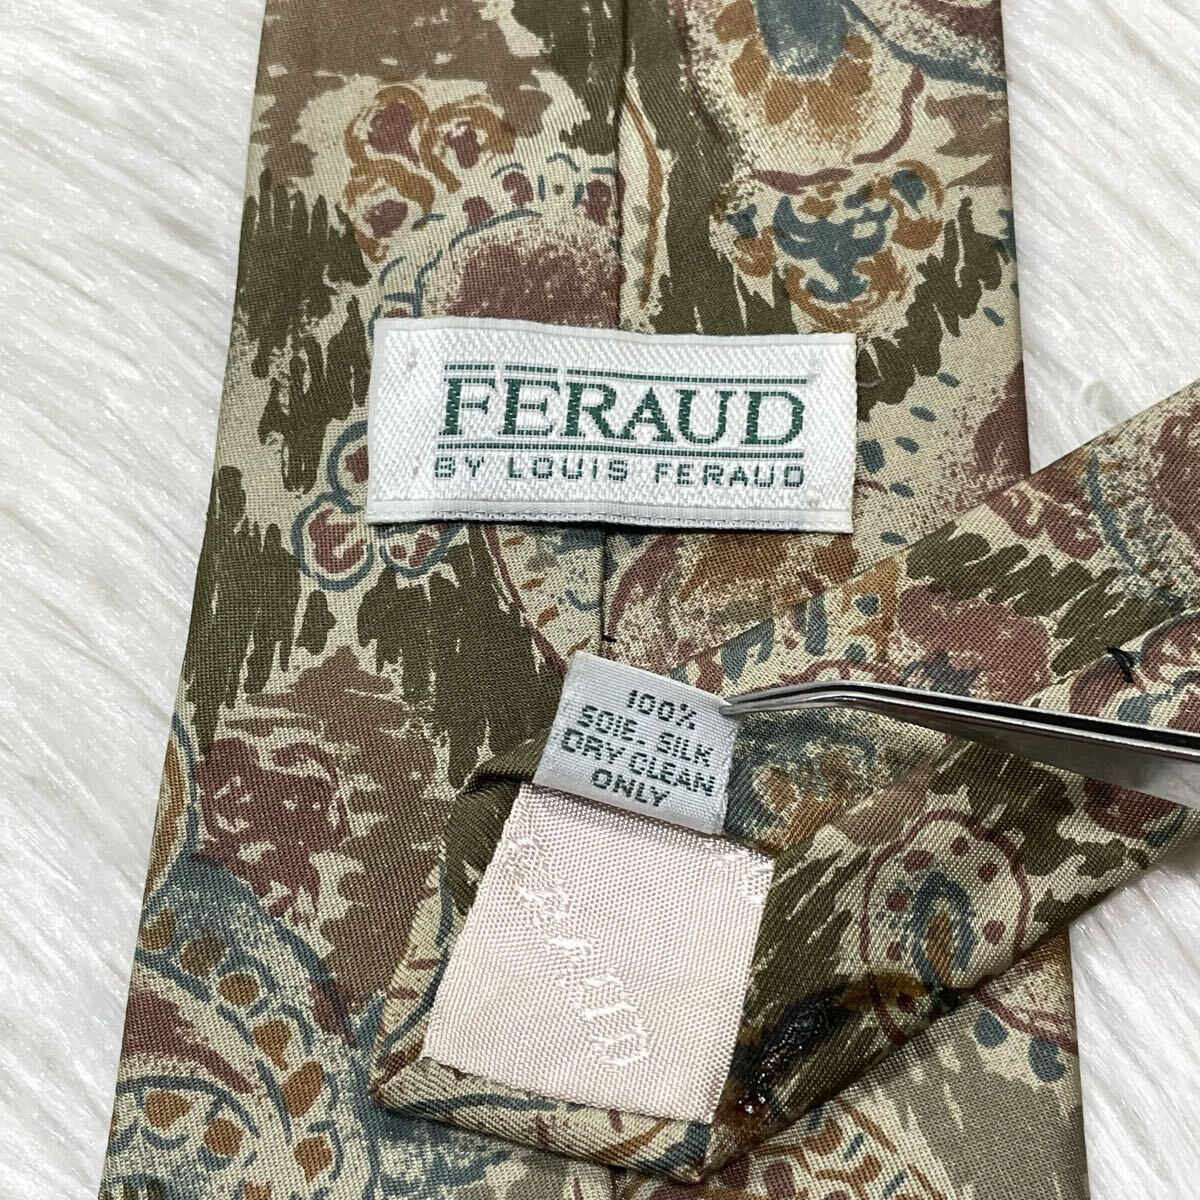 FERAUD
BY LOUIS FERAUD
100%
SOIE. SILK
DRY CLEAN
ONLY